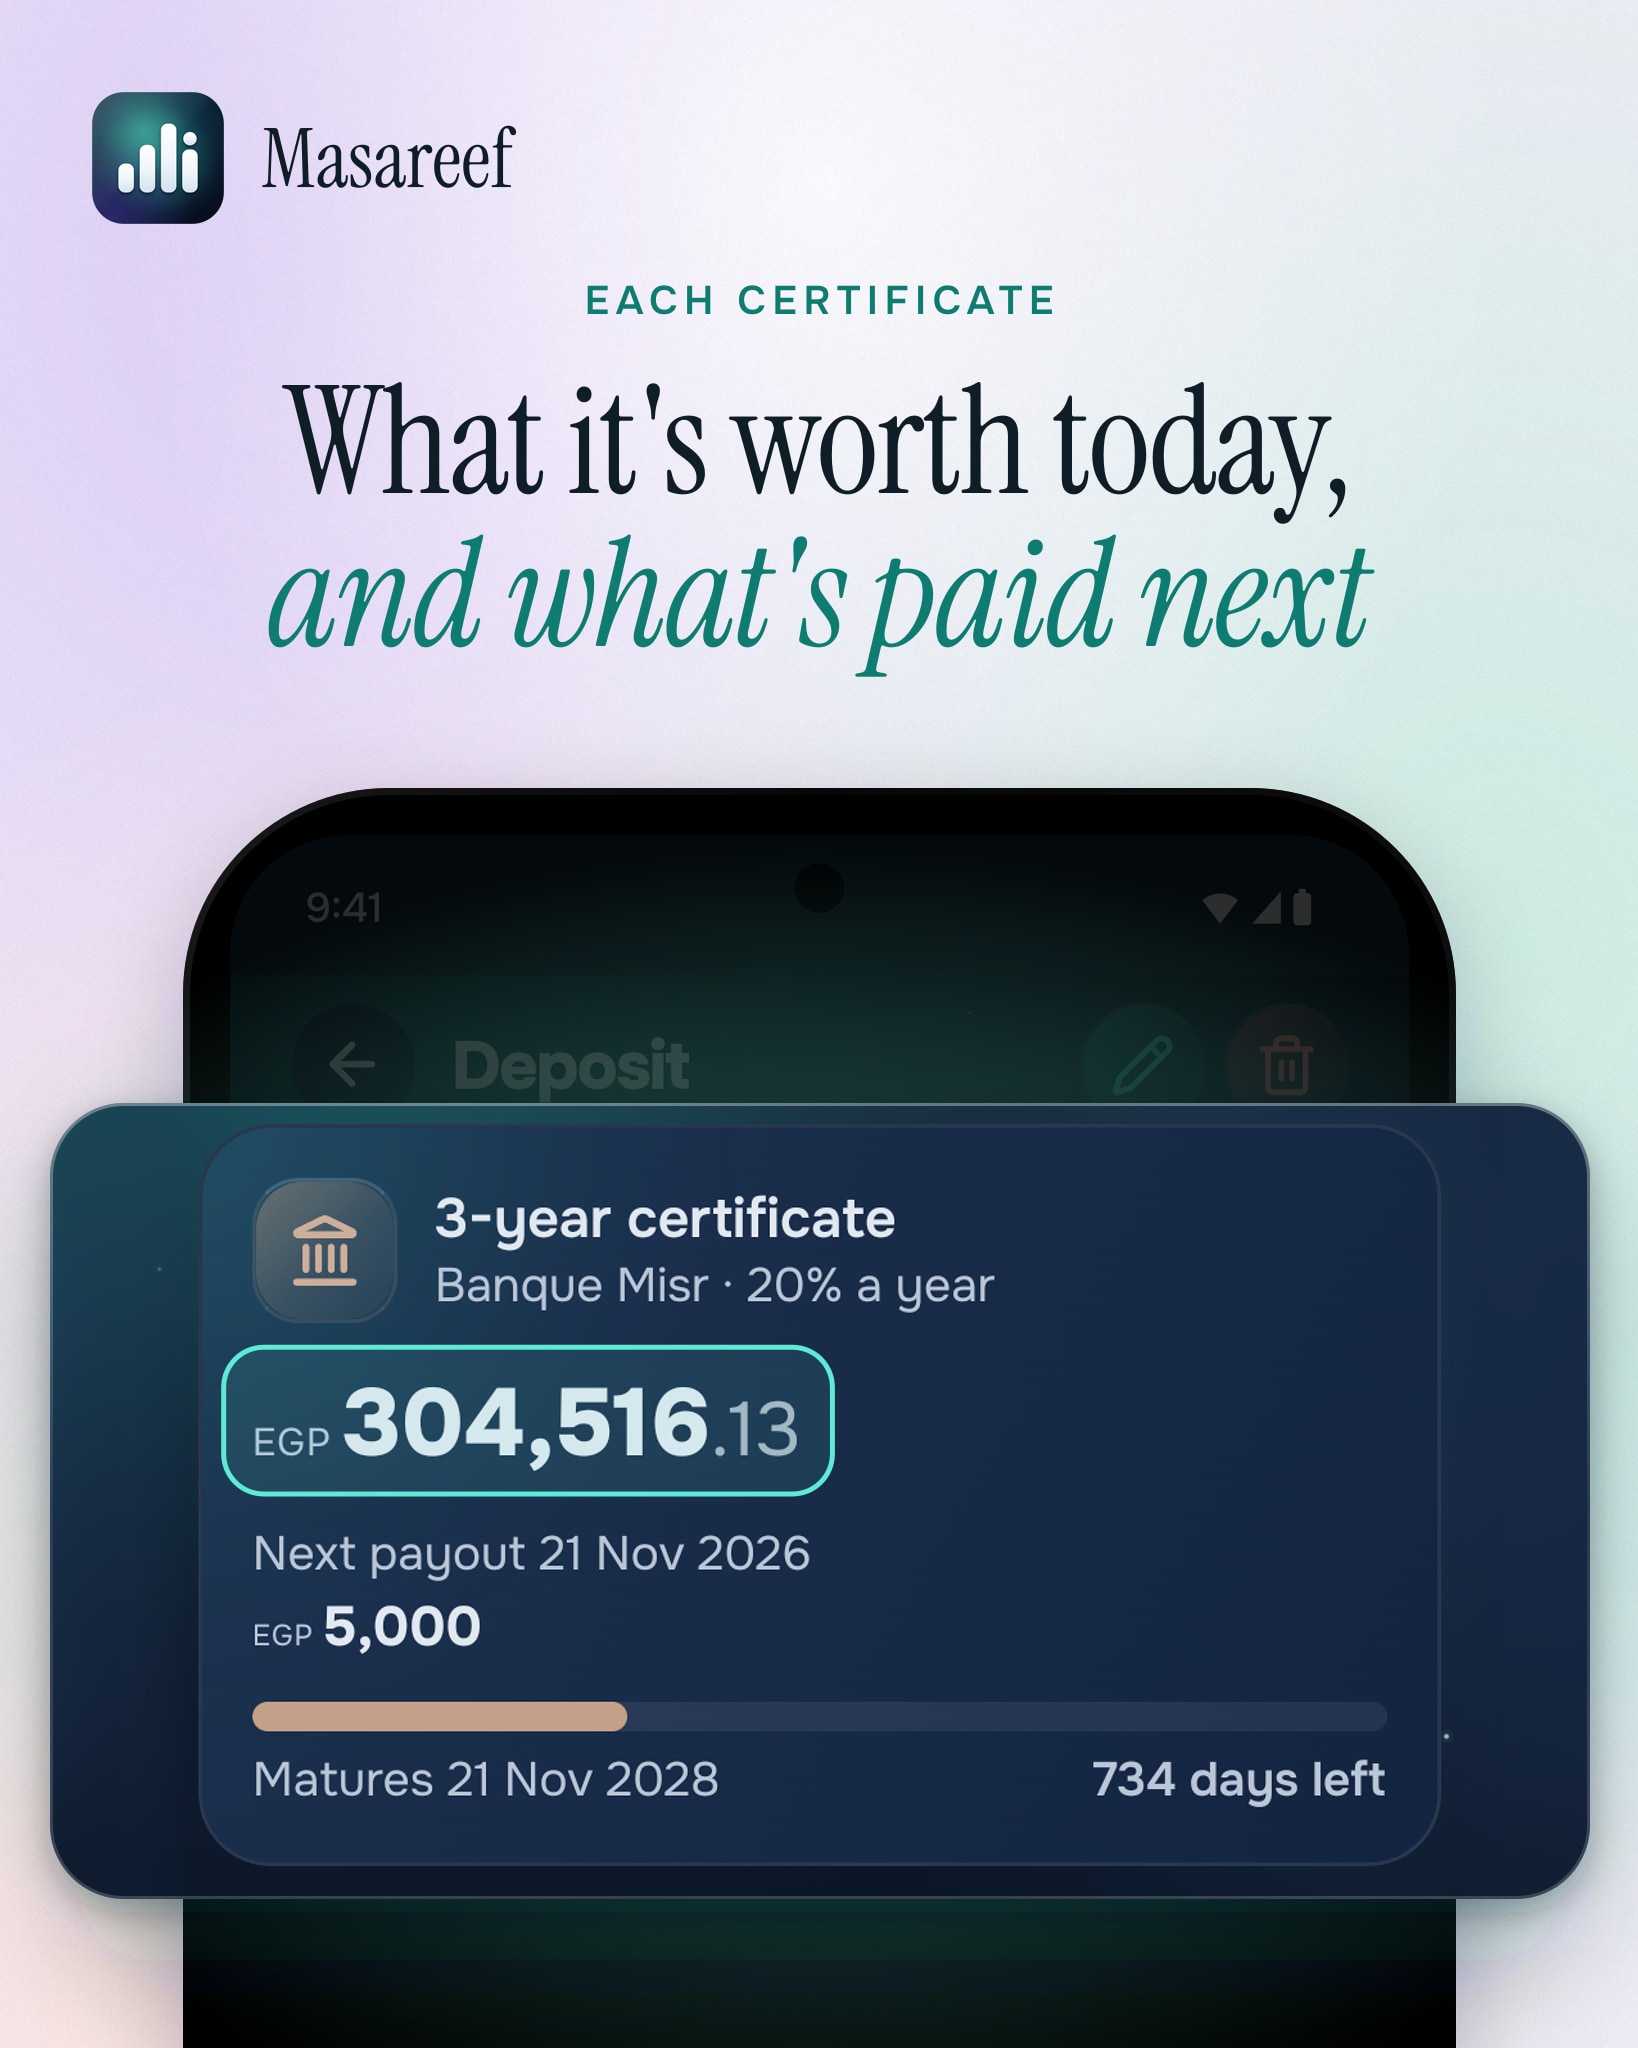 Masareef
EACH CERTIFICATE
What it's worth today,
and what's paid next
9:41
Deposit
3-year certificate
Banque Misr · 20% a year
EGP 304,516.13
Next payout 21 Nov 2026
EGP 5,000
Matures 21 Nov 2028
734 days left